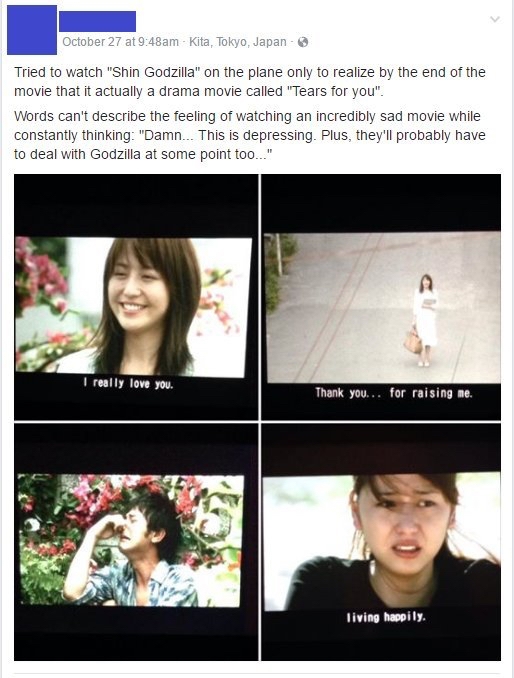 October 27 at 9:48am · Kita, Tokyo, Japan ·
Tried to watch "Shin Godzilla" on the plane only to realize by the end of the
movie that it actually a drama movie called "Tears for you".
Words can't describe the feeling of watching an incredibly sad movie while
constantly thinking: "Damn... This is depressing. Plus, they'll probably have
to deal with Godzilla at some point too..."
I really love you.
Thank you... for raising me.
living happily.